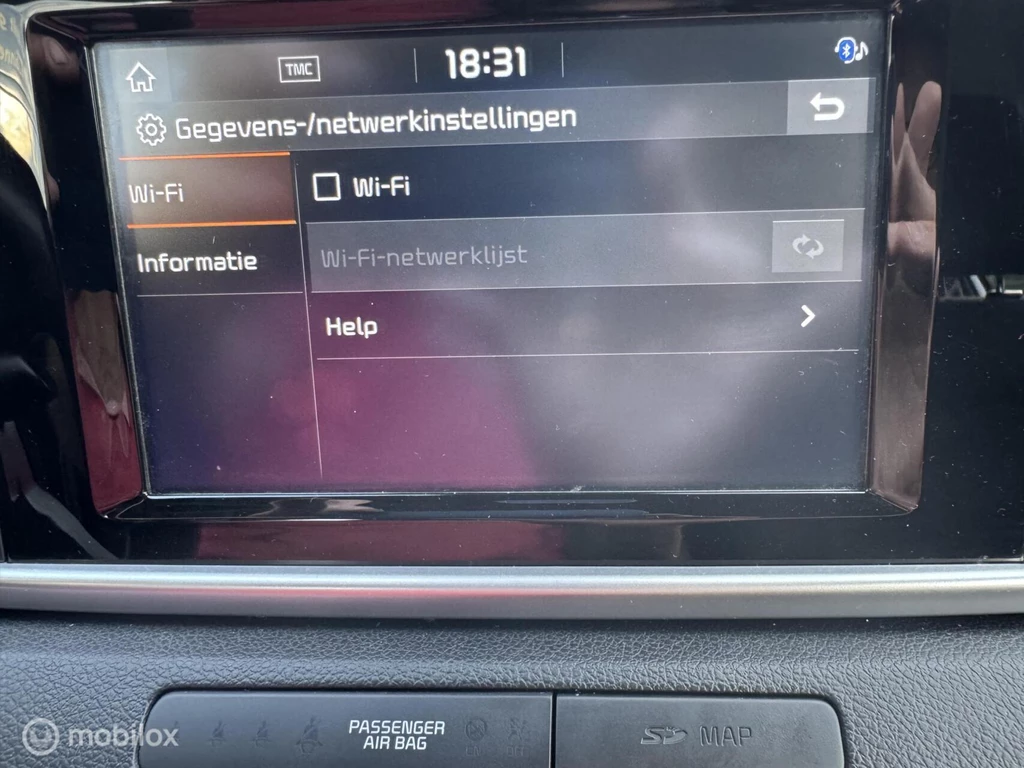 TMC
18:31
Gegevens-/netwerkinstellingen
Wi-Fi
Wi-Fi
Wi-Fi-netwerklijst
Informatie
Help
PASSENGER
AIR BAG
SD MAP
mobilox